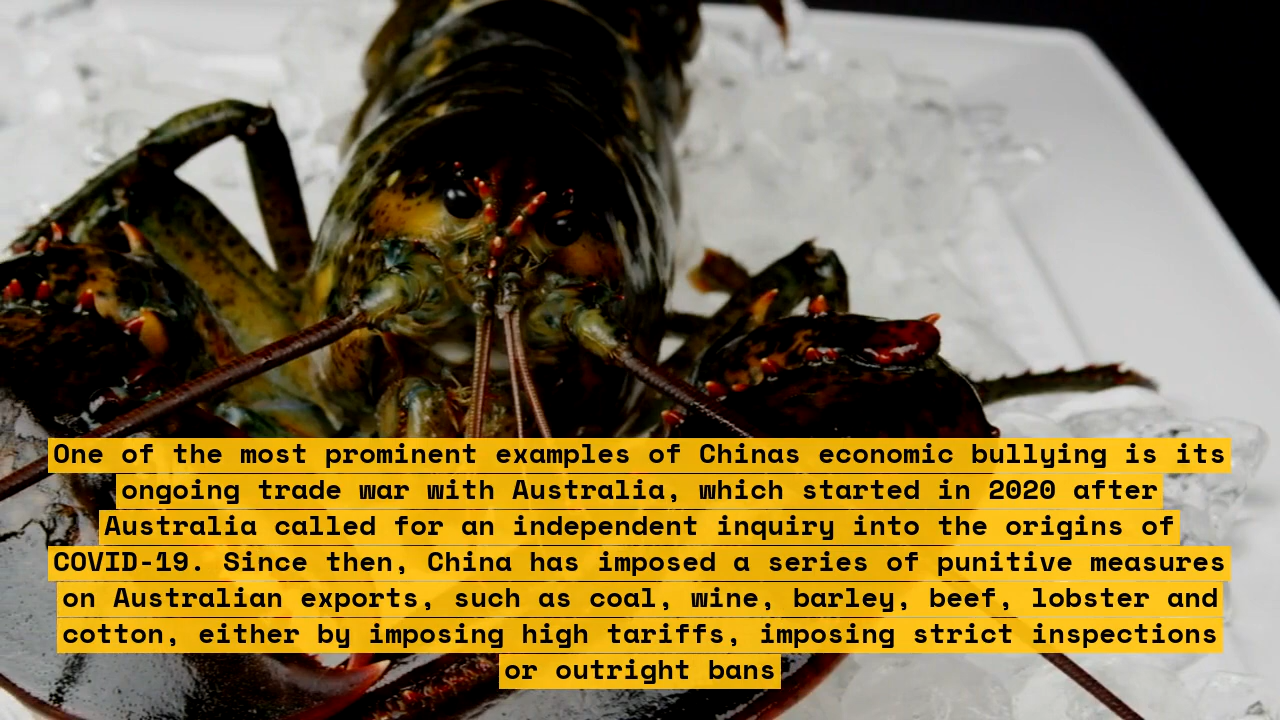 One of the most prominent examples of Chinas economic bullying is its
ongoing trade war with Australia, which started in 2020 after
Australia called for an independent inquiry into the origins of
COVID-19. Since then, China has imposed a series of punitive measures
on Australian exports, such as coal, wine, barley, beef, lobster and
cotton, either by imposing high tariffs, imposing strict inspections
or outright bans